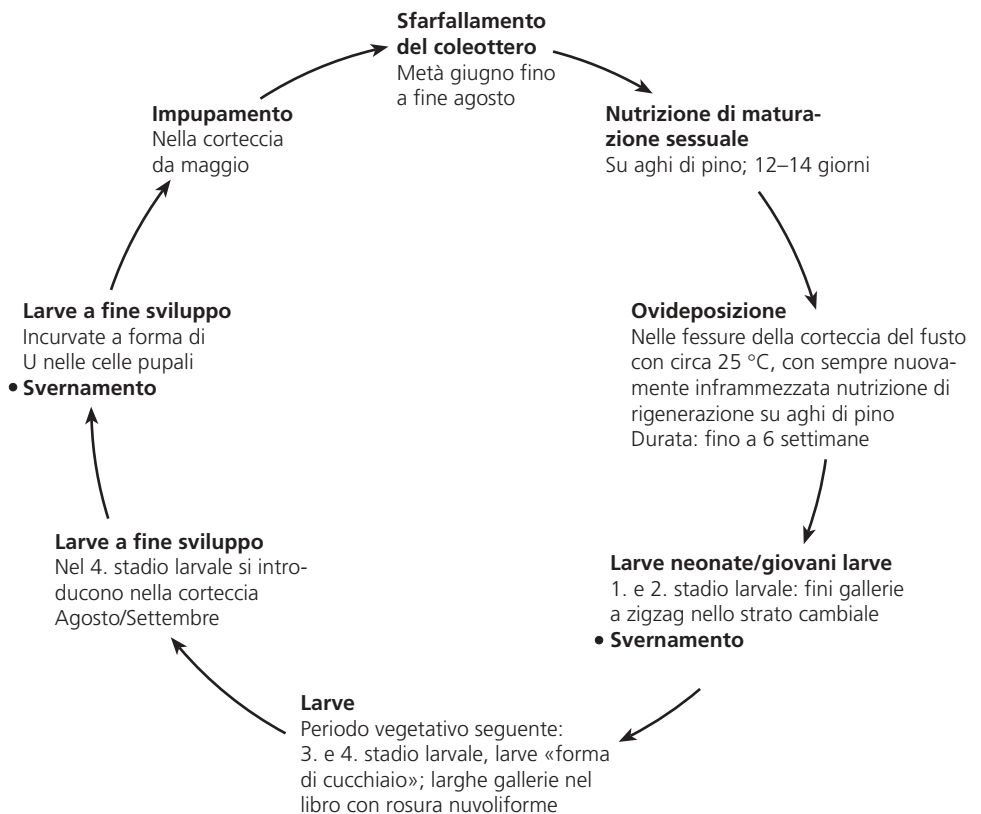 Sfarfallamento
del coleottero
Metà giugno fino
a fine agosto
Nutrizione di matura-
zione sessuale
Su aghi di pino; 12–14 giorni
Ovideposizione
Nelle fessure della corteccia del fusto
con circa 25 °C, con sempre nuova-
mente inframmezzata nutrizione di
rigenerazione su aghi di pino
Durata: fino a 6 settimane
Larve neonate/giovani larve
1. e 2. stadio larvale: fini gallerie
a zigzag nello strato cambiale
• Svernamento
Larve
Periodo vegetativo seguente:
3. e 4. stadio larvale, larve «forma
di cucchiaio»; larghe gallerie nel
libro con rosura nuvoliforme
Larve a fine sviluppo
Nel 4. stadio larvale si intro-
ducono nella corteccia
Agosto/Settembre
Larve a fine sviluppo
Incurvate a forma di
U nelle celle pupali
• Svernamento
Impupamento
Nella corteccia
da maggio